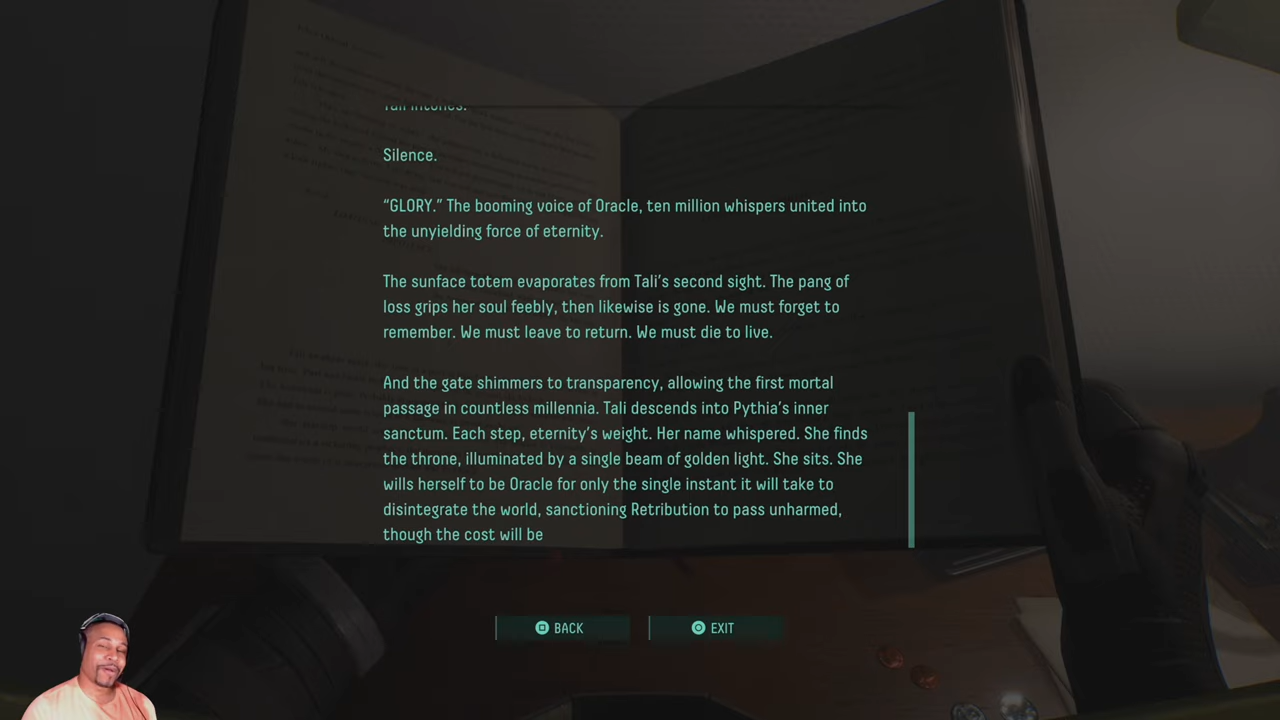 Silence.
“GLORY.” The booming voice of Oracle, ten million whispers united into
the unyielding force of eternity.
The sunface totem evaporates from Tali's second sight. The pang of
loss grips her soul feebly, then likewise is gone. We must forget to
remember. We must leave to return. We must die to live.
And the gate shimmers to transparency, allowing the first mortal
passage in countless millennia. Tali descends into Pythia's inner
sanctum. Each step, eternity's weight. Her name whispered. She finds
the throne, illuminated by a single beam of golden light. She sits. She
wills herself to be Oracle for only the single instant it will take to
disintegrate the world, sanctioning Retribution to pass unharmed,
though the cost will be
BACK
EXIT